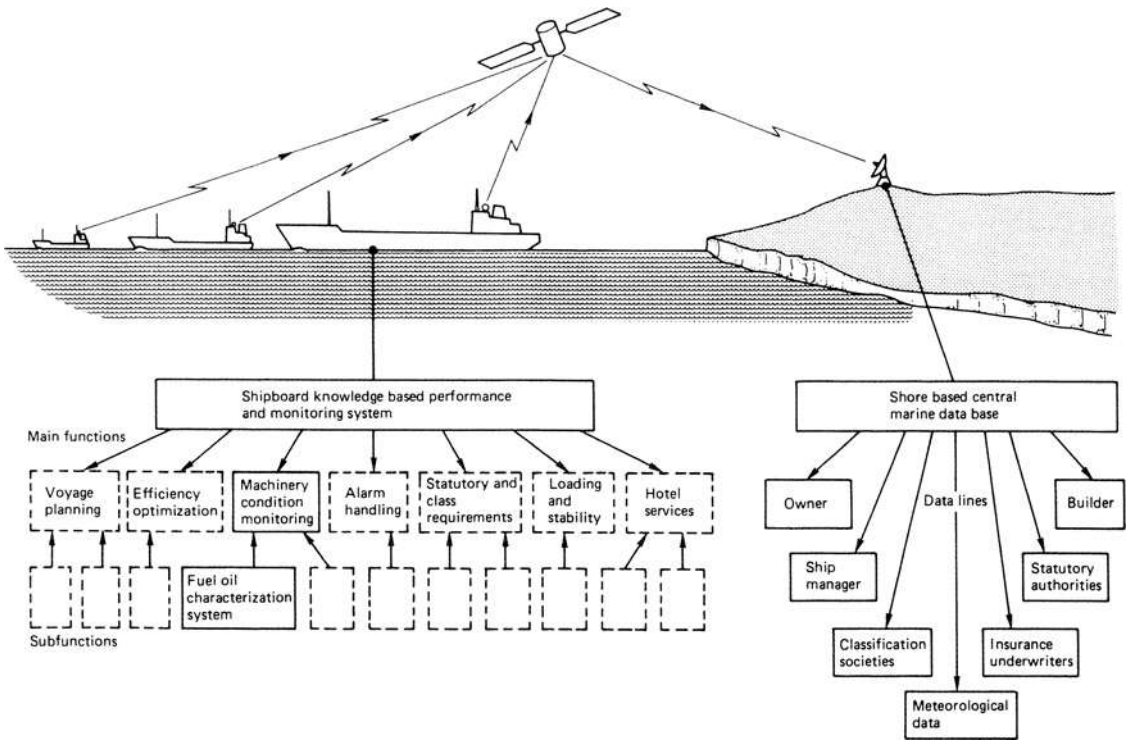 Shipboard knowledge based performance
and monitoring system
Shore based central
marine data base
Main functions
Voyage
planning
Efficiency
optimization
Machinery
condition
monitoring
Alarm
handling
Statutory and
class
requirements
Loading
and
stability
Hotel
services
Fuel oil
characterization
system
Subfunctions
Owner
Data lines
Builder
Ship
manager
Statutory
authorities
Classification
societies
Insurance
underwriters
Meteorological
data